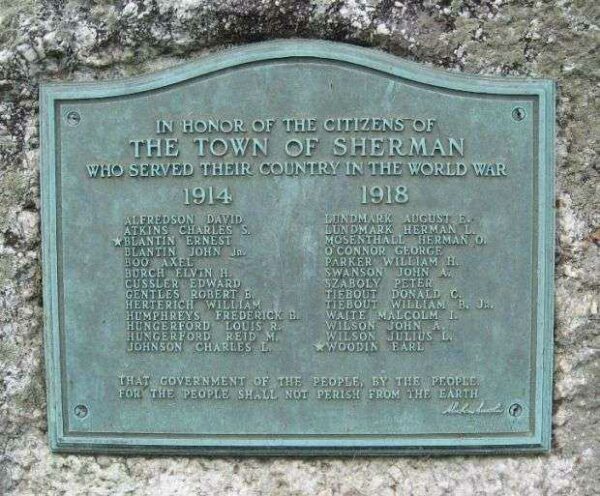 IN HONOR OF THE CITIZENS OF
THE TOWN OF SHERMAN
WHO SERVED THEIR COUNTRY IN THE WORLD WAR
1914 1918
ALFREDSON DAVID
ATKINS CHARLES S.
★BLANTIN ERNEST
BLANTIN JOHN JR.
BOO AXEL
BURCH ELVIN H.
CUSSLER EDWARD
GENTLES ROBERT E.
HERTERICH WILLIAM
HUMPHREYS FREDERICK B.
HUNGERFORD LOUIS R.
HUNGERFORD REID M.
JOHNSON CHARLES L.
LUNDMARK AUGUST E.
LUNDMARK HERMAN L.
MOSENTHALL HERMAN O.
O'CONNOR GEORGE
PARKER WILLIAM H.
SWANSON JOHN A.
SZABOLY PETER
TIEBOUT DONALD C.
TIEBOUT WILLIAM B. JR.
WAITE MALCOLM I.
WILSON JOHN A.
WILSON JULIUS L.
★WOODIN EARL
THAT GOVERNMENT OF THE PEOPLE, BY THE PEOPLE,
FOR THE PEOPLE SHALL NOT PERISH FROM THE EARTH